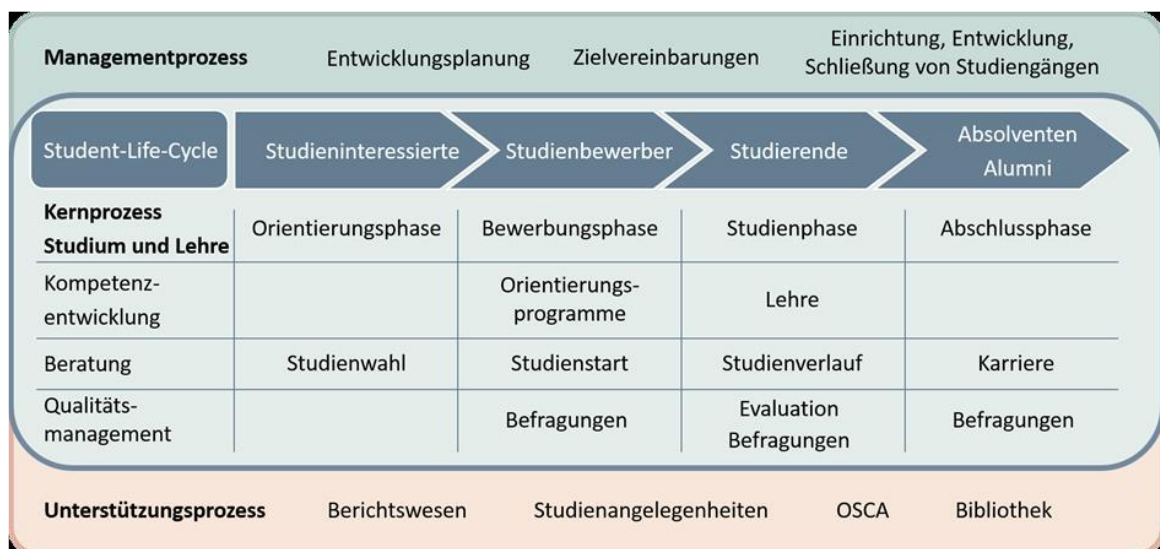 Managementprozess Entwicklungsplanung Zielvereinbarungen Einrichtung, Entwicklung,
Schließung von Studiengängen
Student-Life-Cycle Studieninteressierte Studienbewerber Studierende Absolventen
Alumni
Kernprozess
Studium und Lehre Orientierungsphase Bewerbungsphase Studienphase Abschlussphase
Kompetenz-
entwicklung
Orientierungs-
programme
Lehre
Beratung Studienwahl Studienstart Studienverlauf Karriere
Qualitäts-
management
Befragungen
Evaluation
Befragungen
Befragungen
Unterstützungsprozess Berichtswesen Studienangelegenheiten OSCA Bibliothek